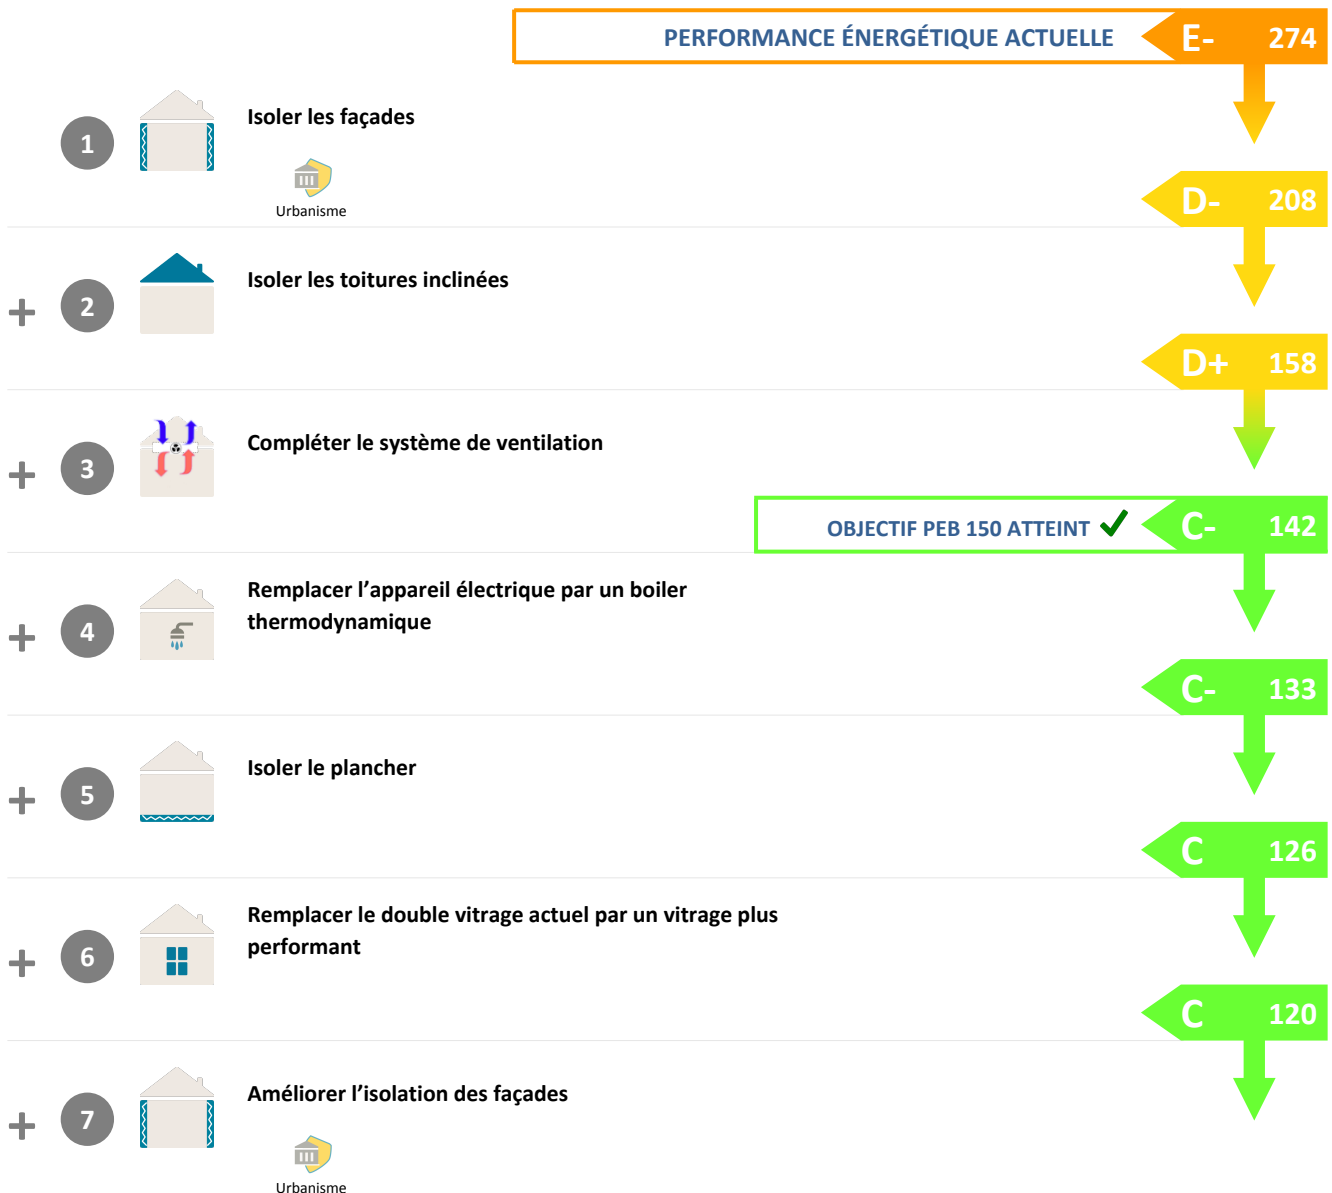 PERFORMANCE ÉNERGÉTIQUE ACTUELLE E- 274
1 Isoler les façades
Urbanisme
D- 208
+ 2 Isoler les toitures inclinées
D+ 158
+ 3 Compléter le système de ventilation
OBJECTIF PEB 150 ATTEINT ✓ C- 142
+ 4 Remplacer l’appareil électrique par un boiler
thermodynamique
C- 133
+ 5 Isoler le plancher
C 126
+ 6 Remplacer le double vitrage actuel par un vitrage plus
performant
C 120
+ 7 Améliorer l’isolation des façades
Urbanisme